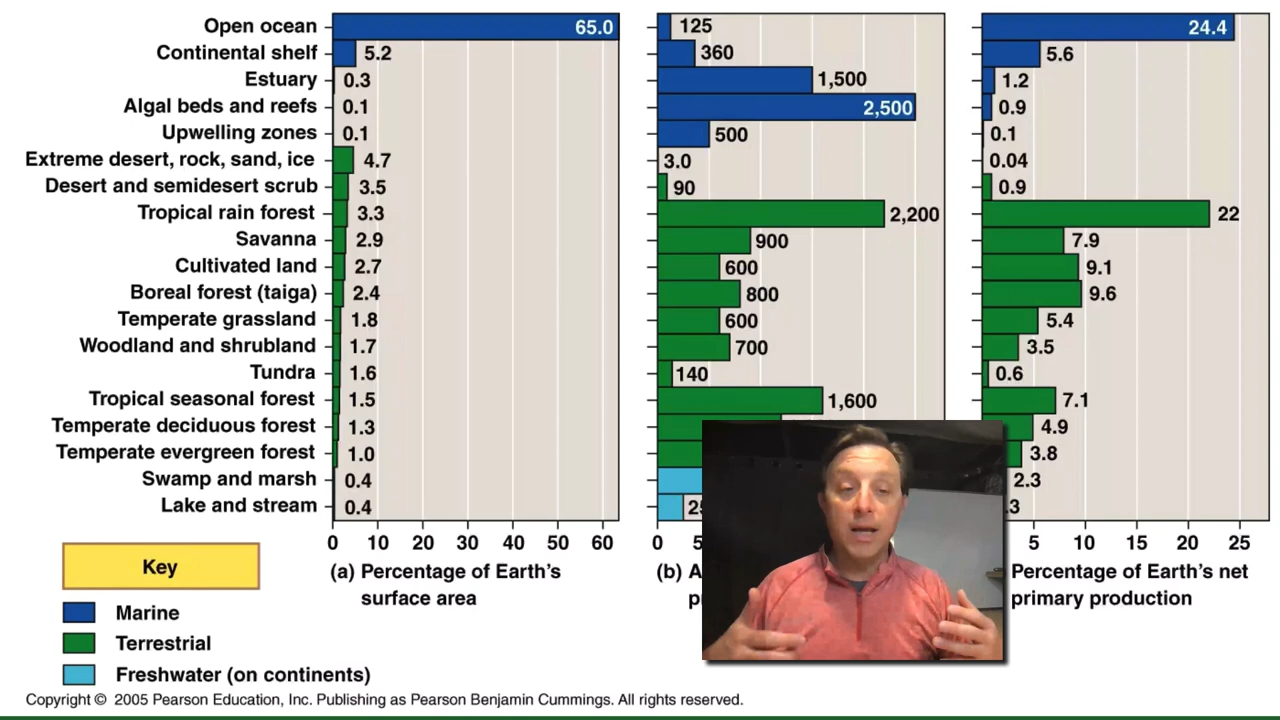 Open ocean 65.0 125 24.4
Continental shelf 5.2 360 5.6
Estuary 0.3 1,500 1.2
Algal beds and reefs 0.1 2,500 0.9
Upwelling zones 0.1 500 0.1
Extreme desert, rock, sand, ice 4.7 3.0 0.04
Desert and semidesert scrub 3.5 90 0.9
Tropical rain forest 3.3 2,200 22
Savanna 2.9 900 7.9
Cultivated land 2.7 600 9.1
Boreal forest (taiga) 2.4 800 9.6
Temperate grassland 1.8 600 5.4
Woodland and shrubland 1.7 700 3.5
Tundra 1.6 140 0.6
Tropical seasonal forest 1.5 1,600 7.1
Temperate deciduous forest 1.3 4.9
Temperate evergreen forest 1.0 3.8
Swamp and marsh 0.4 2.3
Lake and stream 0.4
0 10 20 30 40 50 60 0 5 10 15 20 25
(a) Percentage of Earth's (b) Percentage of Earth's net
surface area primary production
Key
Marine
Terrestrial
Freshwater (on continents)
Copyright © 2005 Pearson Education, Inc. Publishing as Pearson Benjamin Cummings. All rights reserved.